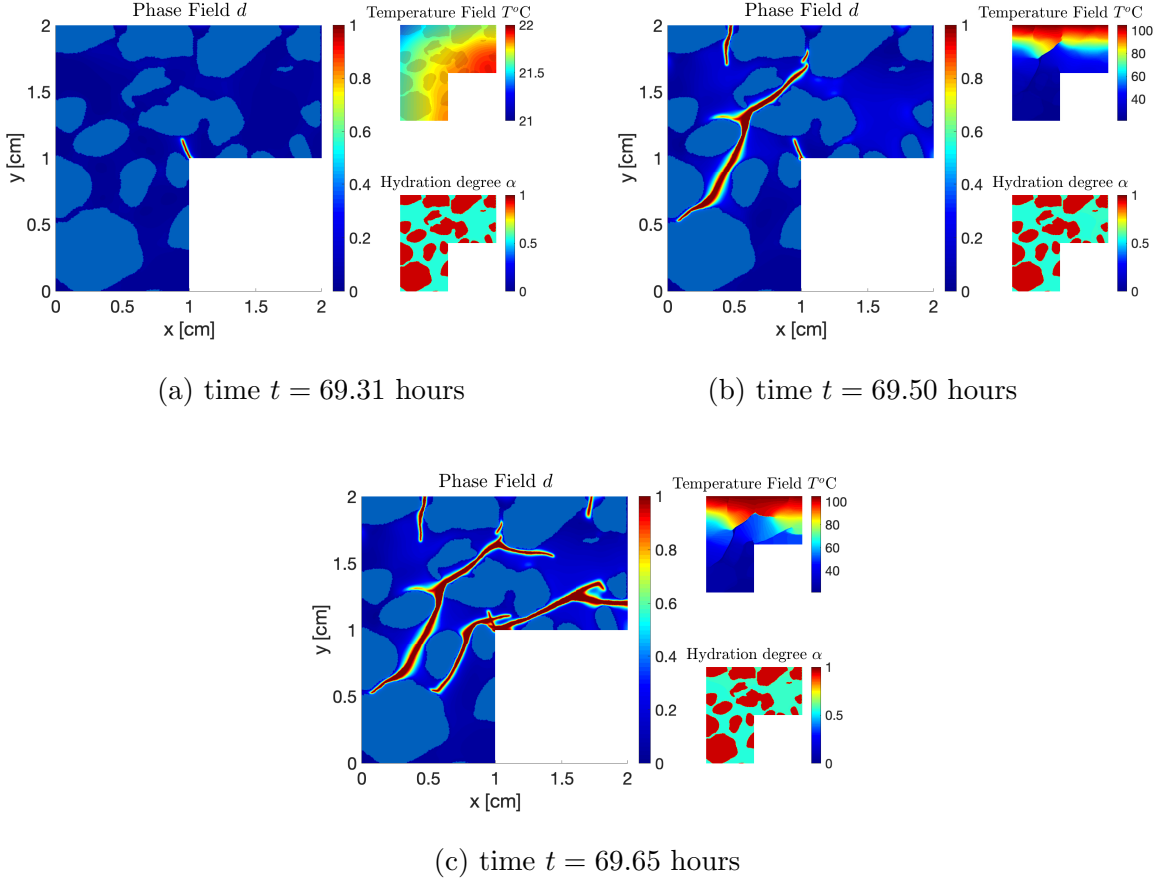 Phase Field d
2
1.5
1
0.5
0
y [cm]
0 0.5 1 1.5 2
x [cm]
1
0.8
0.6
0.4
0.2
0
Temperature Field T°C
22
21.5
21
Hydration degree α
1
0.5
0
(a) time t = 69.31 hours
Phase Field d
2
1.5
1
0.5
0
y [cm]
0 0.5 1 1.5 2
x [cm]
1
0.8
0.6
0.4
0.2
0
Temperature Field T°C
100
80
60
40
Hydration degree α
1
0.5
0
(b) time t = 69.50 hours
Phase Field d
2
1.5
1
0.5
0
y [cm]
0 0.5 1 1.5 2
x [cm]
1
0.8
0.6
0.4
0.2
0
Temperature Field T°C
100
80
60
40
Hydration degree α
1
0.5
0
(c) time t = 69.65 hours